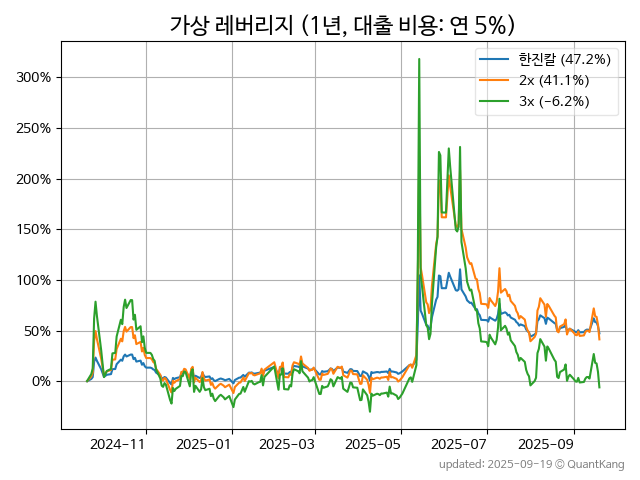 가상 레버리지 (1년, 대출 비용: 연 5%)
한진칼 (47.2%)
2x (41.1%)
3x (-6.2%)
300%
250%
200%
150%
100%
50%
0%
2024-11
2025-01
2025-03
2025-05
2025-07
2025-09
updated: 2025-09-19 © QuantKang